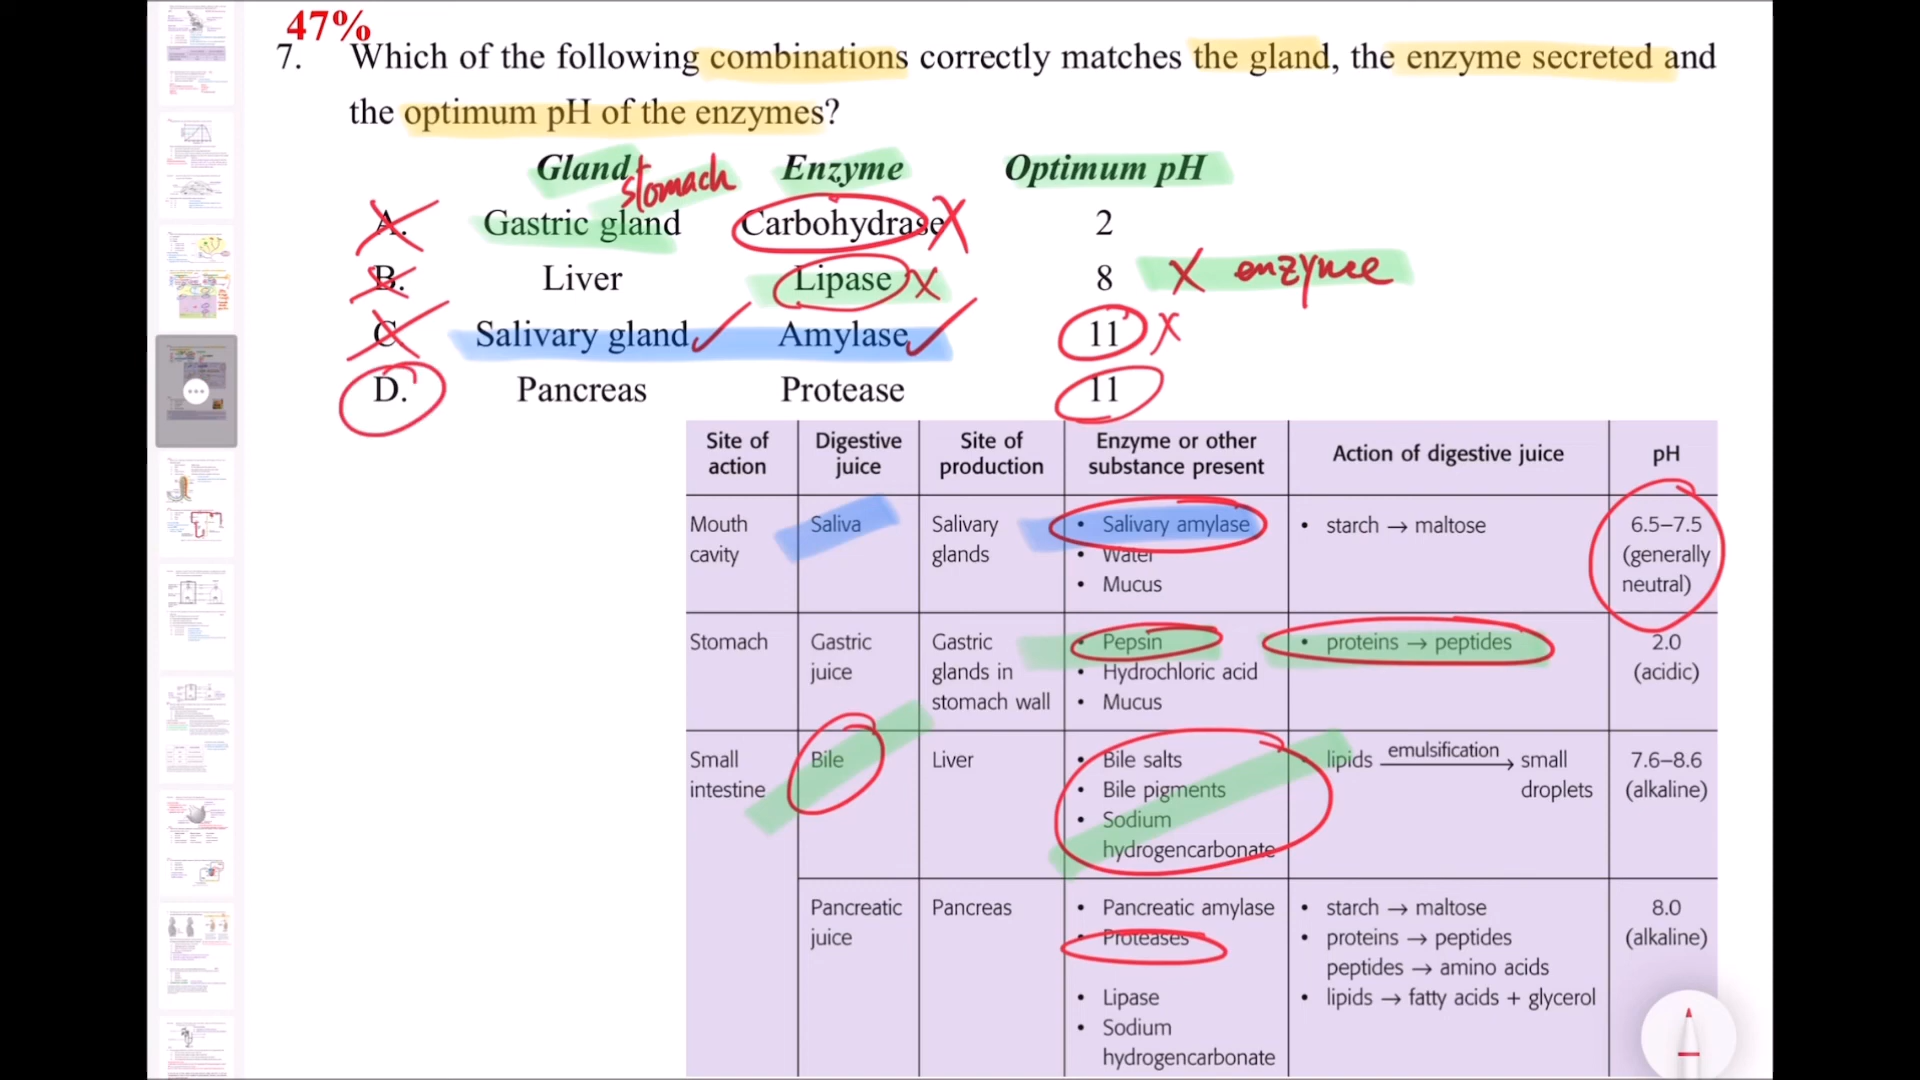 47%
7. Which of the following combinations correctly matches the gland, the enzyme secreted and
the optimum pH of the enzymes?
Gland Enzyme Optimum pH
stomach
A. Gastric gland Carbohydrase X 2
B. Liver Lipase X 8 X enzyme
C. Salivary gland ✓ Amylase ✓ 11 X
D. Pancreas Protease 11
Site of action Digestive juice Site of production Enzyme or other substance present Action of digestive juice pH
Mouth cavity Saliva Salivary glands • Salivary amylase • starch → maltose 6.5–7.5 (generally neutral)
• Water
• Mucus
Stomach Gastric juice Gastric glands in stomach wall • Pepsin • proteins → peptides 2.0 (acidic)
• Hydrochloric acid
• Mucus
Small intestine Bile Liver • Bile salts lipids emulsification → small droplets 7.6–8.6 (alkaline)
• Bile pigments
• Sodium hydrogencarbonate
Pancreatic juice Pancreas • Pancreatic amylase • starch → maltose 8.0 (alkaline)
• Proteases • proteins → peptides
peptides → amino acids
• Lipase • lipids → fatty acids + glycerol
• Sodium hydrogencarbonate